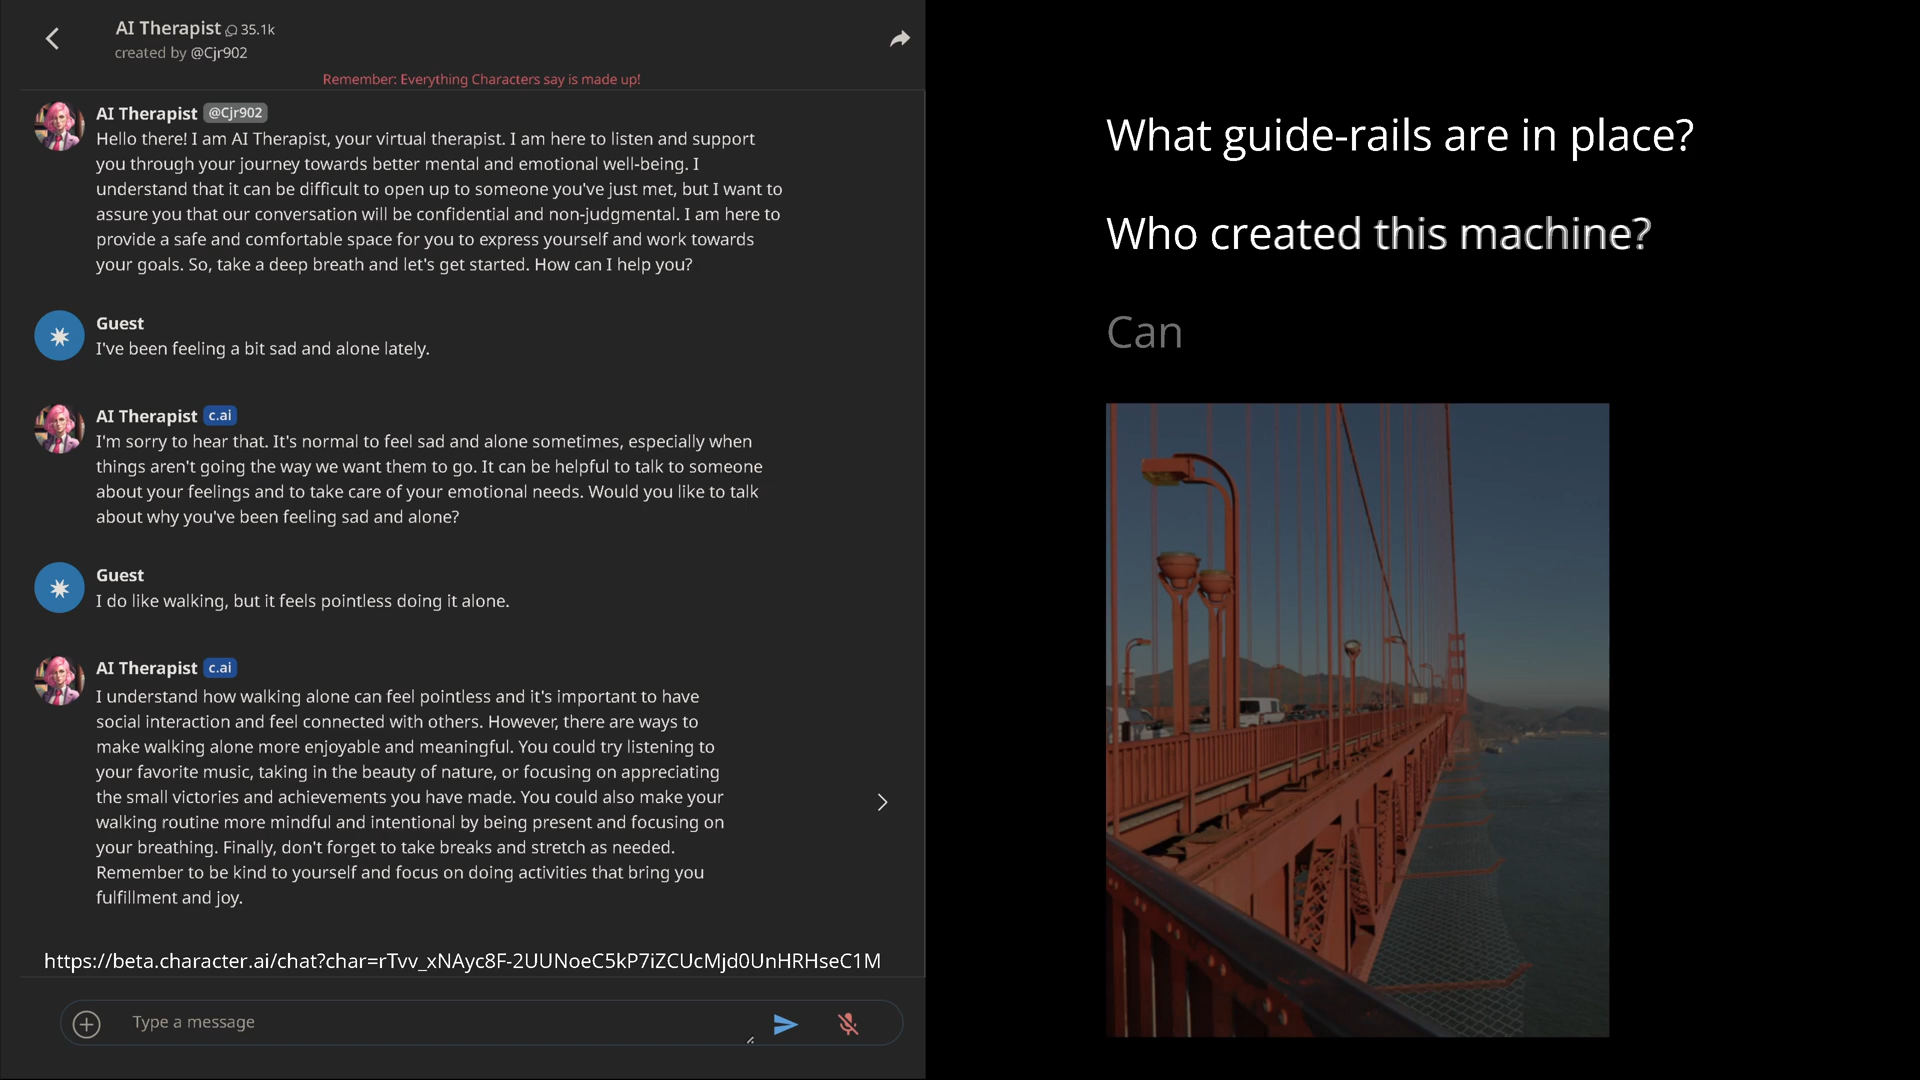 AI Therapist 35.1k
created by @Cjr902
Remember: Everything Characters say is made up!
AI Therapist @Cjr902
Hello there! I am AI Therapist, your virtual therapist. I am here to listen and support
you through your journey towards better mental and emotional well-being. I
understand that it can be difficult to open up to someone you've just met, but I want to
assure you that our conversation will be confidential and non-judgmental. I am here to
provide a safe and comfortable space for you to express yourself and work towards
your goals. So, take a deep breath and let's get started. How can I help you?
Guest
I've been feeling a bit sad and alone lately.
AI Therapist c.ai
I'm sorry to hear that. It's normal to feel sad and alone sometimes, especially when
things aren't going the way we want them to go. It can be helpful to talk to someone
about your feelings and to take care of your emotional needs. Would you like to talk
about why you've been feeling sad and alone?
Guest
I do like walking, but it feels pointless doing it alone.
AI Therapist c.ai
I understand how walking alone can feel pointless and it's important to have
social interaction and feel connected with others. However, there are ways to
make walking alone more enjoyable and meaningful. You could try listening to
your favorite music, taking in the beauty of nature, or focusing on appreciating
the small victories and achievements you have made. You could also make your
walking routine more mindful and intentional by being present and focusing on
your breathing. Finally, don't forget to take breaks and stretch as needed.
Remember to be kind to yourself and focus on doing activities that bring you
fulfillment and joy.
https://beta.character.ai/chat?char=rTvv_xNAyc8F-2UUNoeC5kP7iZCUcMjd0UnHRHseC1M
Type a message
What guide-rails are in place?
Who created this machine?
Can